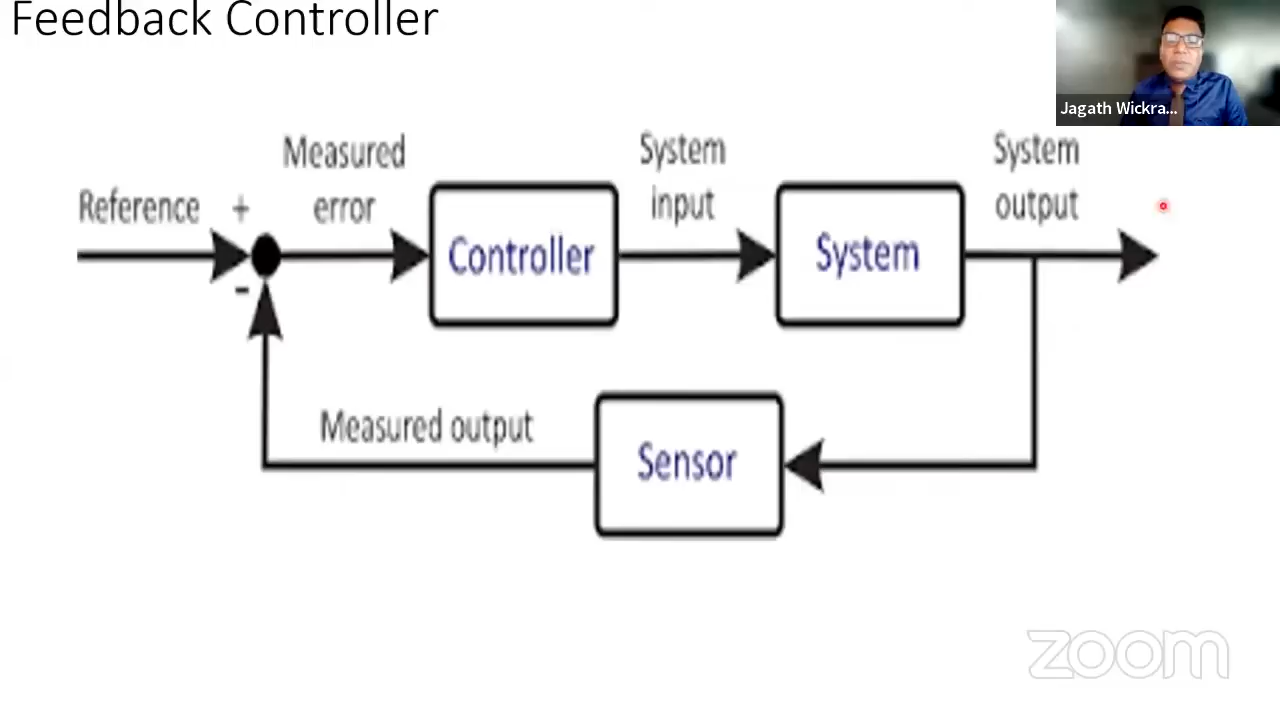 Feedback Controller
Jagath Wickra...
Measured
error
System
input
System
output
Reference
+
-
Controller
System
Measured output
Sensor
zoom